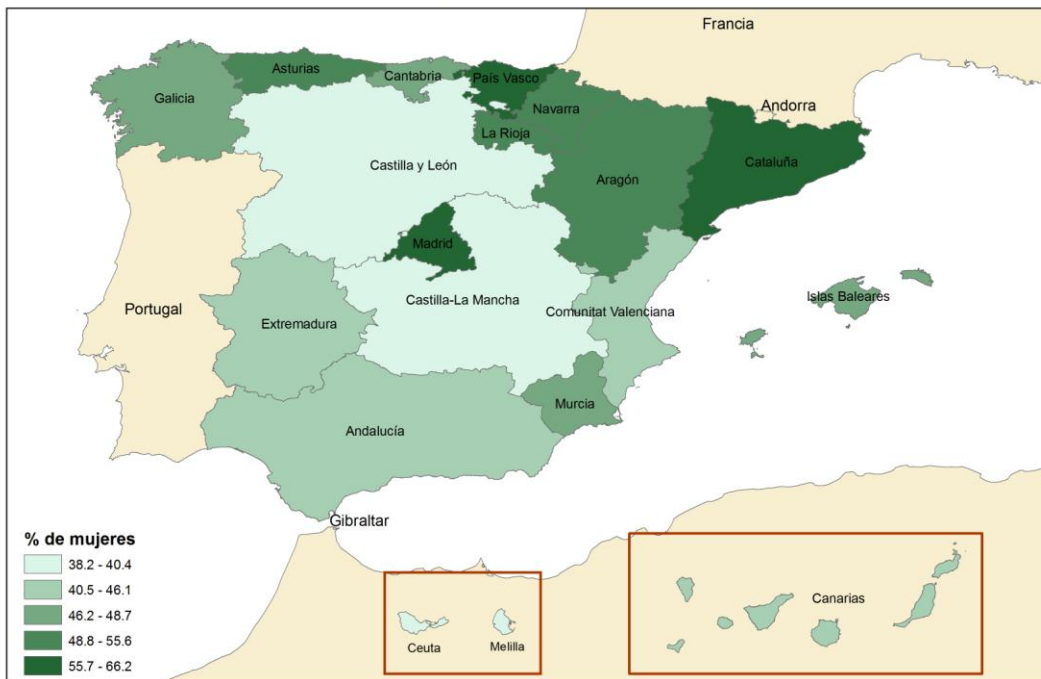 Francia
Asturias
Cantabria
País Vasco
Galicia
Navarra
Andorra
La Rioja
Castilla y León
Cataluña
Aragón
Madrid
Portugal
Castilla-La Mancha
Islas Baleares
Comunitat Valenciana
Extremadura
Murcia
Andalucía
Gibraltar
% de mujeres
38.2 - 40.4
40.5 - 46.1
46.2 - 48.7
48.8 - 55.6
55.7 - 66.2
Ceuta
Melilla
Canarias